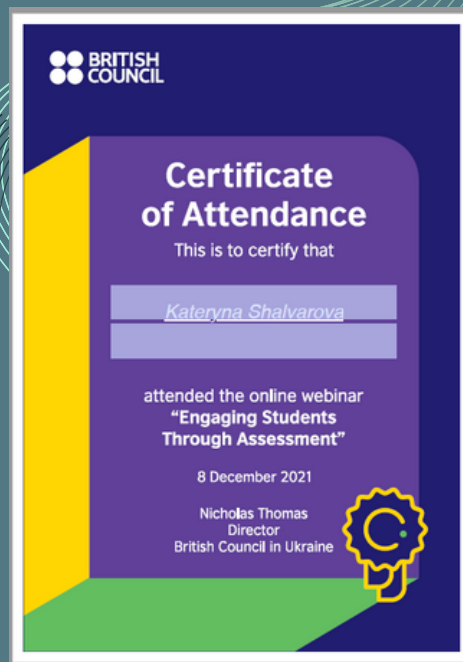 BRITISH
COUNCIL
Certificate
of Attendance
This is to certify that
Kateryna Shalvarova
attended the online webinar
“Engaging Students
Through Assessment”
8 December 2021
Nicholas Thomas
Director
British Council in Ukraine